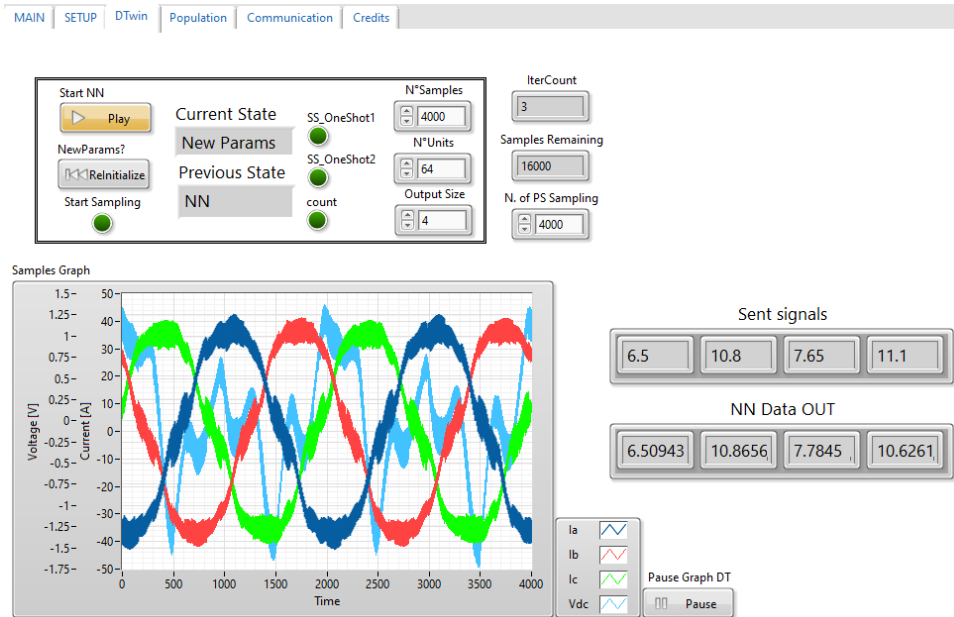 MAIN SETUP DTwin Population Communication Credits
Start NN
Play
NewParams?
ReInitialize
Start Sampling
Current State
New Params
Previous State
NN
SS_OneShot1
SS_OneShot2
count
N°Samples
4000
N°Units
64
Output Size
4
IterCount
3
Samples Remaining
16000
N. of PS Sampling
4000
Samples Graph
Voltage [V]
1.5-
1.25-
1-
0.75-
0.5-
0.25-
0-
-0.25-
-0.5-
-0.75-
-1-
-1.25-
-1.5-
-1.75-
Current [A]
50-
40-
30-
20-
10-
0-
-10-
-20-
-30-
-40-
-50-
0 500 1000 1500 2000 2500 3000 3500 4000
Time
Ia
Ib
Ic
Vdc
Pause Graph DT
Pause
Sent signals
6.5 10.8 7.65 11.1
NN Data OUT
6.50943 10.8656 7.7845 10.6261